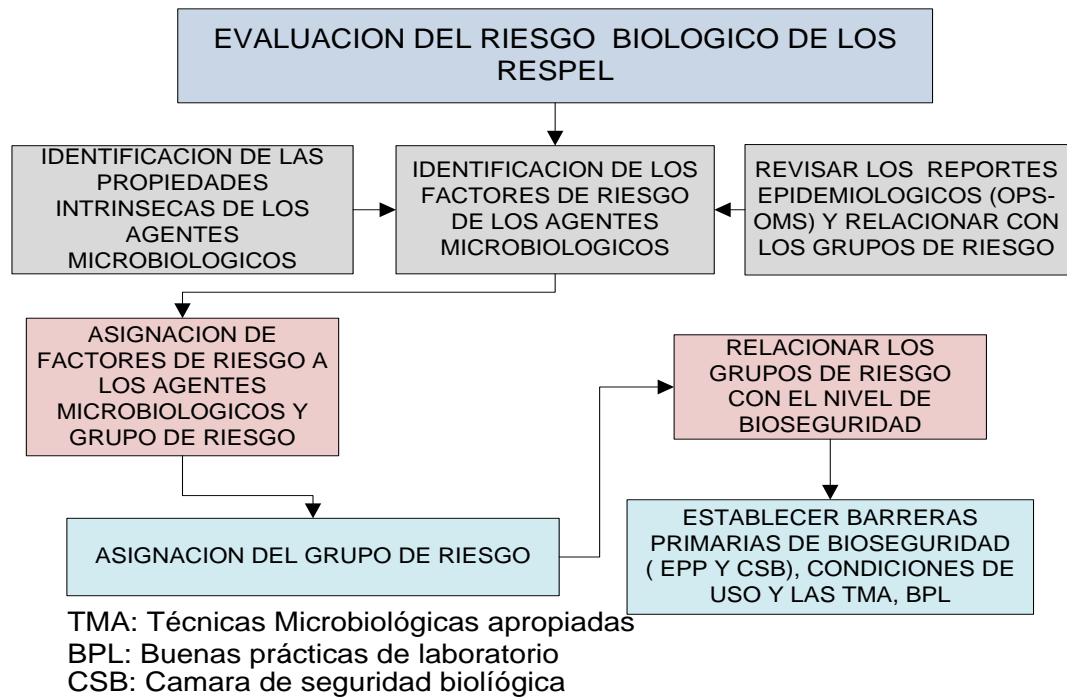 EVALUACION DEL RIESGO BIOLOGICO DE LOS
RESPEL
IDENTIFICACION DE LAS
PROPIEDADES
INTRINSECAS DE LOS
AGENTES
MICROBIOLOGICOS
IDENTIFICACION DE LOS
FACTORES DE RIESGO
DE LOS AGENTES
MICROBIOLOGICOS
REVISAR LOS REPORTES
EPIDEMIOLOGICOS (OPS-
OMS) Y RELACIONAR CON
LOS GRUPOS DE RIESGO
ASIGNACION DE
FACTORES DE RIESGO A
LOS AGENTES
MICROBIOLOGICOS Y
GRUPO DE RIESGO
RELACIONAR LOS
GRUPOS DE RIESGO
CON EL NIVEL DE
BIOSEGURIDAD
ASIGNACION DEL GRUPO DE RIESGO
ESTABLECER BARRERAS
PRIMARIAS DE BIOSEGURIDAD
( EPP Y CSB), CONDICIONES DE
USO Y LAS TMA, BPL
TMA: Técnicas Microbiológicas apropiadas
BPL: Buenas prácticas de laboratorio
CSB: Camara de seguridad biolíógica